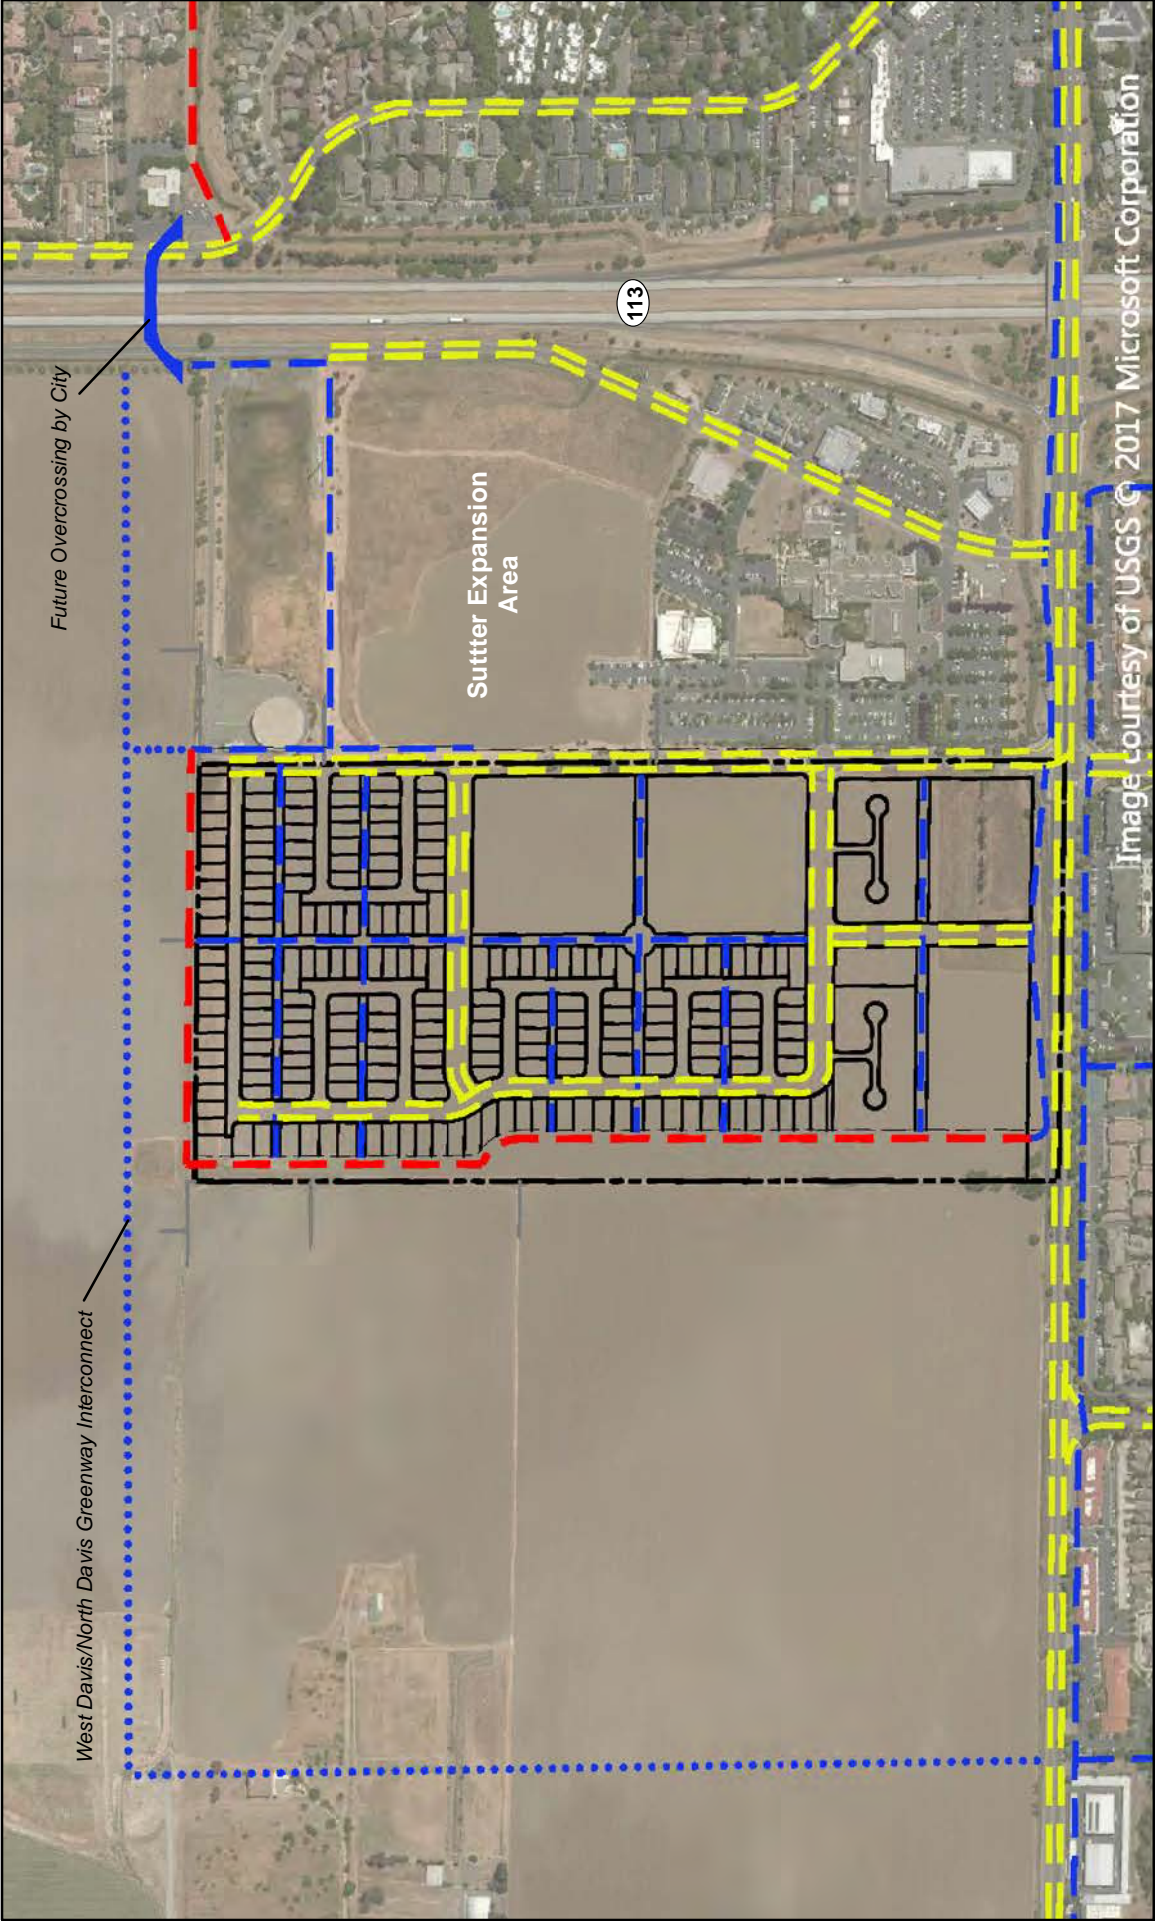 West Davis/North Davis Greenway Interconnect
Future Overcrossing by City
Suttter Expansion
Area
113
Image courtesy of USGS © 2017 Microsoft Corporation